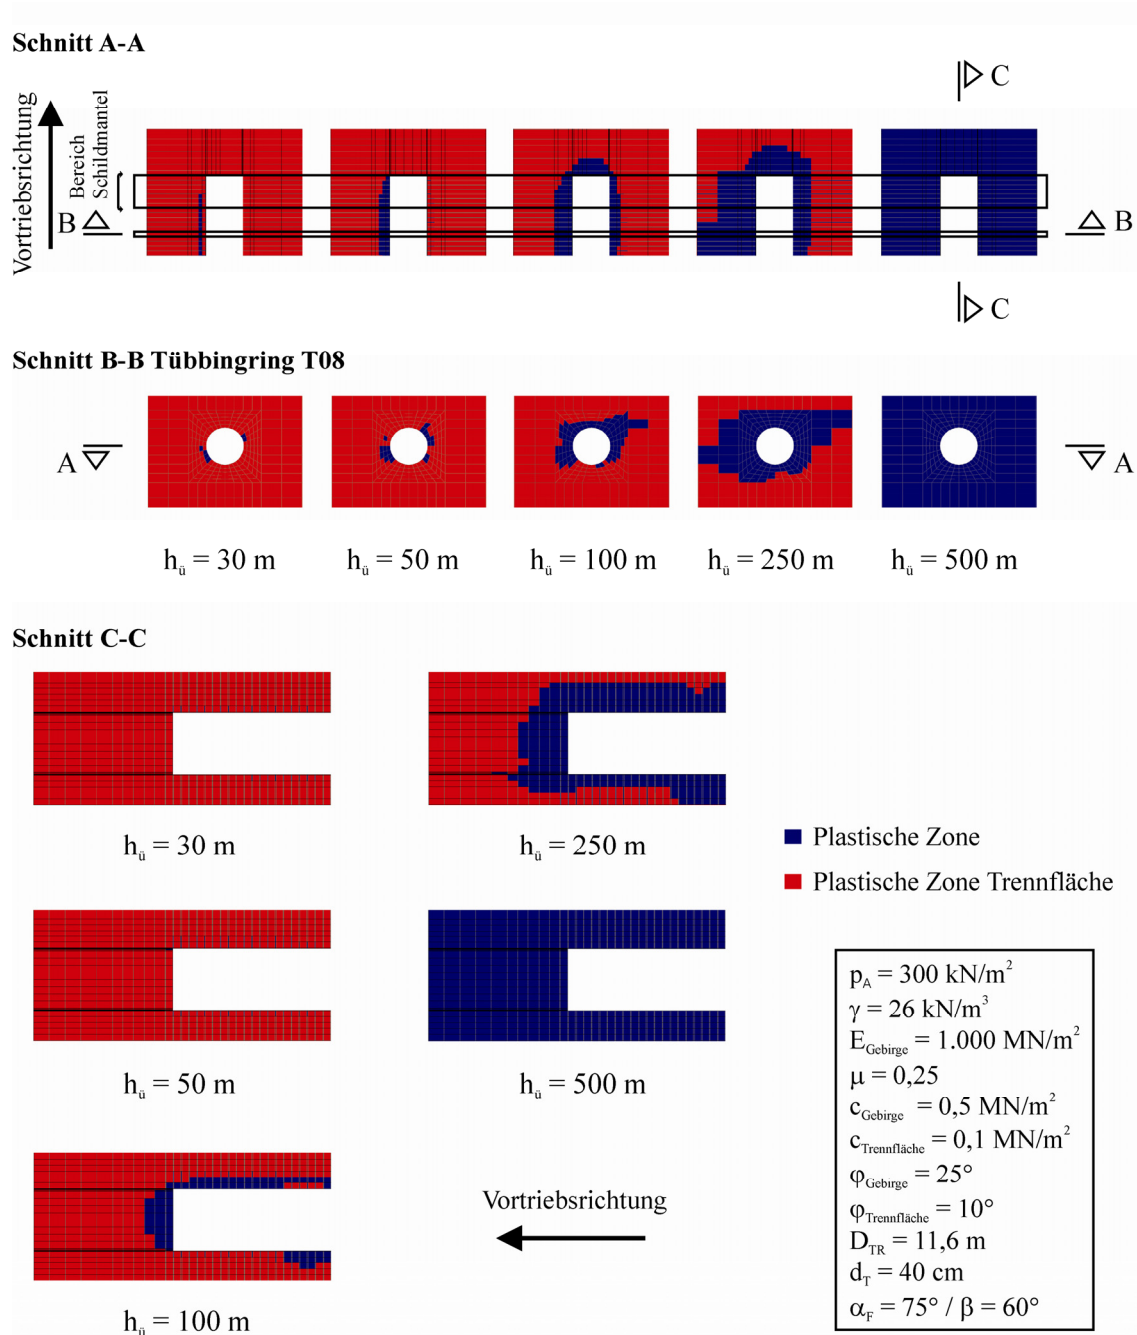 Schnitt A-A
C
Vortriebsrichtung
Bereich
Schildmantel
B
B
C
Schnitt B-B Tübbingring T08
A
A
hü = 30 m
hü = 50 m
hü = 100 m
hü = 250 m
hü = 500 m
Schnitt C-C
hü = 30 m
hü = 250 m
Plastische Zone
Plastische Zone Trennfläche
hü = 50 m
hü = 500 m
pA = 300 kN/m²
γ = 26 kN/m³
EGebirge = 1.000 MN/m²
μ = 0,25
cGebirge = 0,5 MN/m²
cTrennfläche = 0,1 MN/m²
φGebirge = 25°
φTrennfläche = 10°
DTR = 11,6 m
dT = 40 cm
αF = 75° / β = 60°
Vortriebsrichtung
hü = 100 m